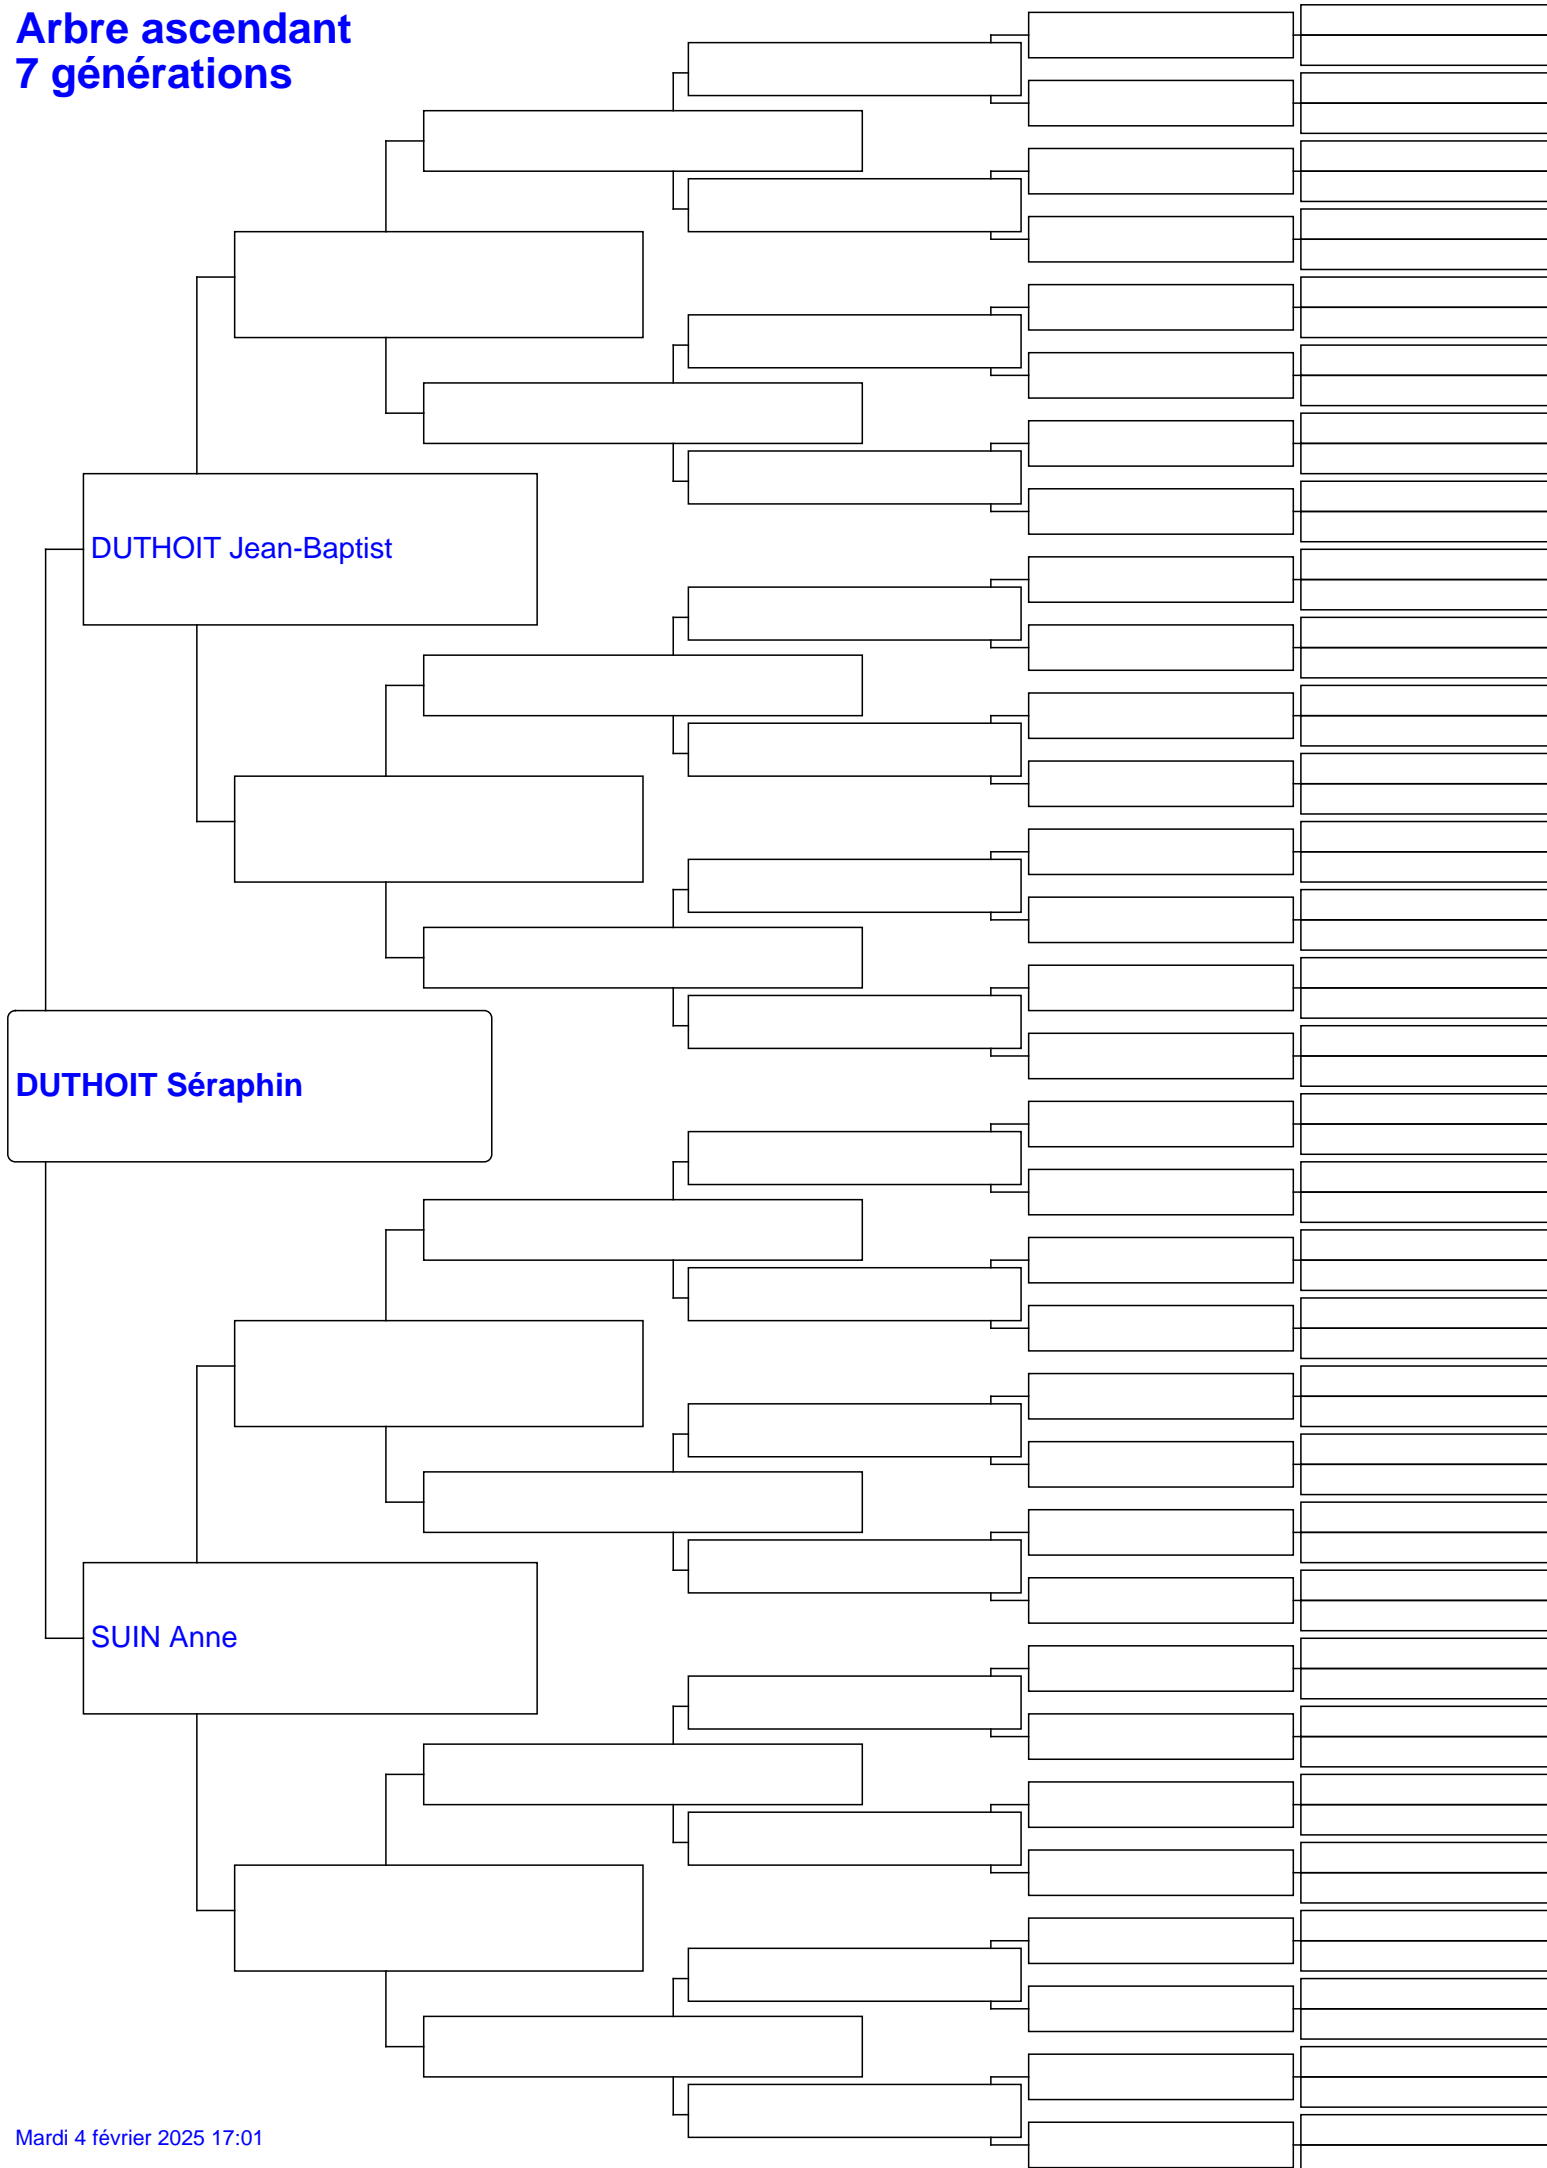 Arbre ascendant
7 générations
DUTHOIT Jean-Baptist
DUTHOIT Séraphin
SUIN Anne
Mardi 4 février 2025 17:01